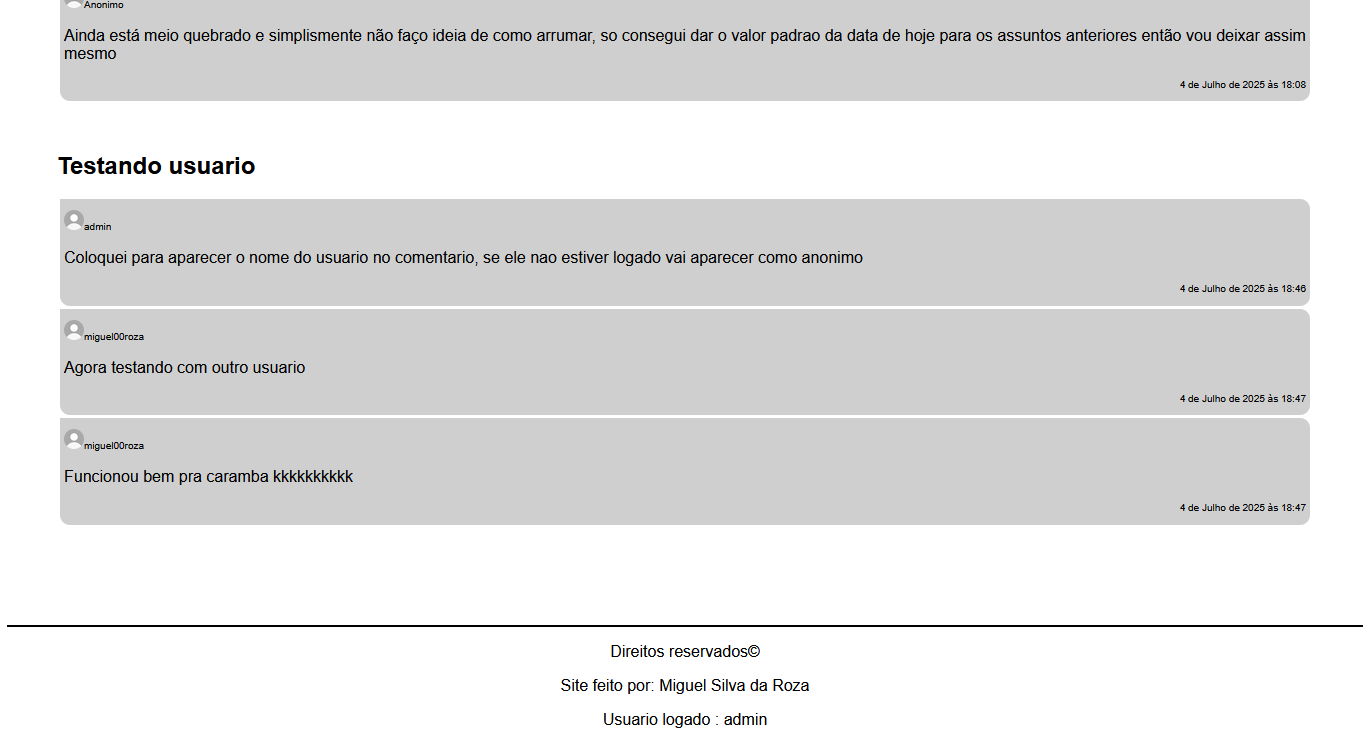 Anonimo
Ainda está meio quebrado e simplismente não faço ideia de como arrumar, so consegui dar o valor padrao da data de hoje para os assuntos anteriores então vou deixar assim
mesmo
4 de Julho de 2025 às 18:08
Testando usuario
admin
Coloquei para aparecer o nome do usuario no comentario, se ele nao estiver logado vai aparecer como anonimo
4 de Julho de 2025 às 18:46
miguel00roza
Agora testando com outro usuario
4 de Julho de 2025 às 18:47
miguel00roza
Funcionou bem pra caramba kkkkkkkkkk
4 de Julho de 2025 às 18:47
Direitos reservados©
Site feito por: Miguel Silva da Roza
Usuario logado : admin